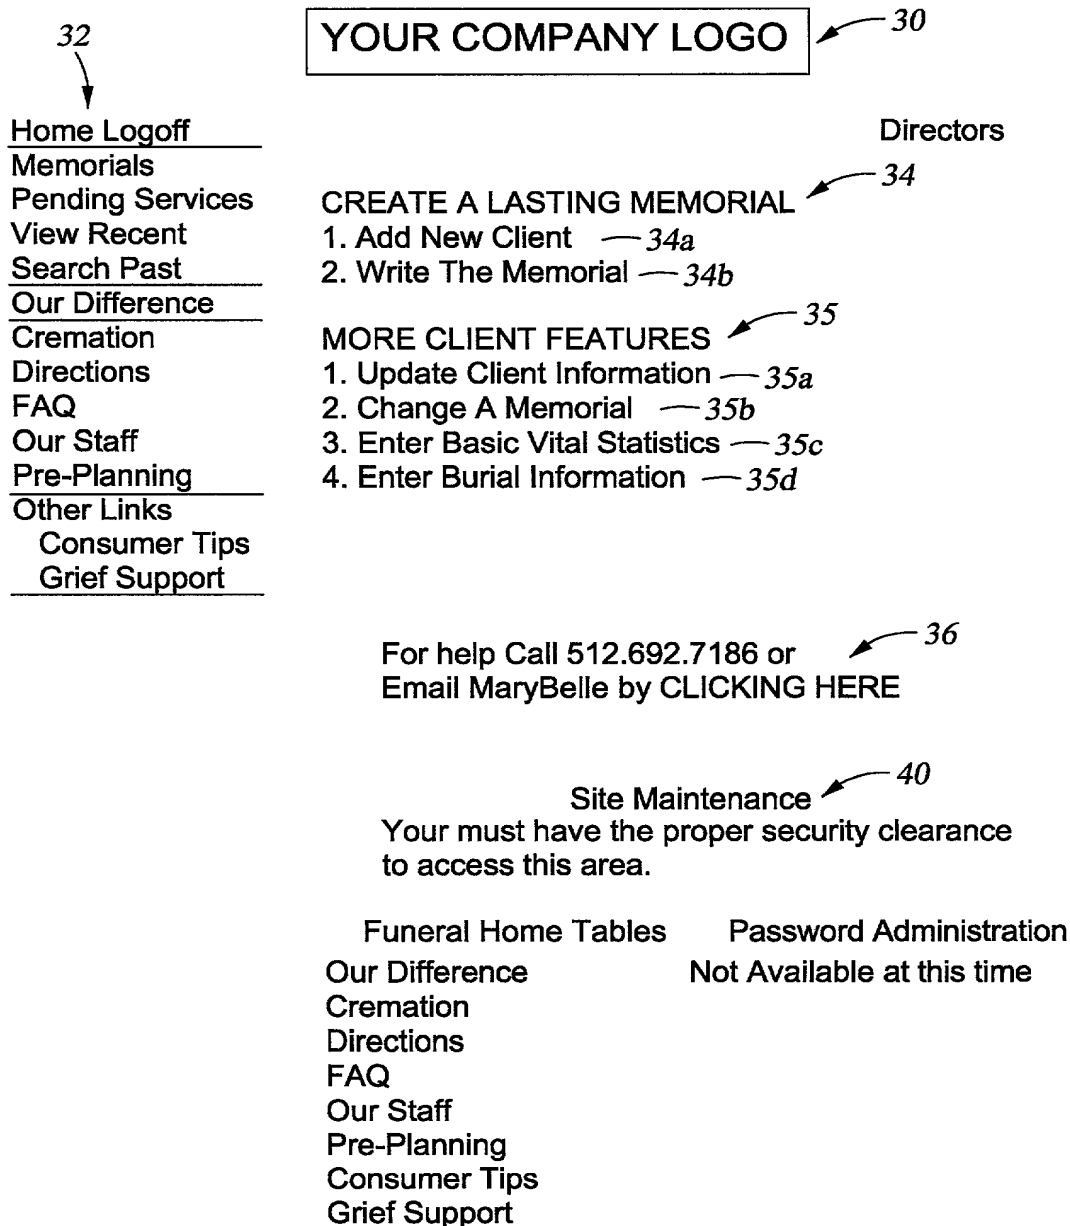 YOUR COMPANY LOGO 30
32
Home Logoff
Memorials
Pending Services
View Recent
Search Past
Our Difference
Cremation
Directions
FAQ
Our Staff
Pre-Planning
Other Links
Consumer Tips
Grief Support
Directors
CREATE A LASTING MEMORIAL 34
1. Add New Client 34a
2. Write The Memorial 34b
MORE CLIENT FEATURES 35
1. Update Client Information 35a
2. Change A Memorial 35b
3. Enter Basic Vital Statistics 35c
4. Enter Burial Information 35d
For help Call 512.692.7186 or 36
Email MaryBelle by CLICKING HERE
Site Maintenance 40
Your must have the proper security clearance
to access this area.
Funeral Home Tables
Our Difference
Cremation
Directions
FAQ
Our Staff
Pre-Planning
Consumer Tips
Grief Support
Password Administration
Not Available at this time